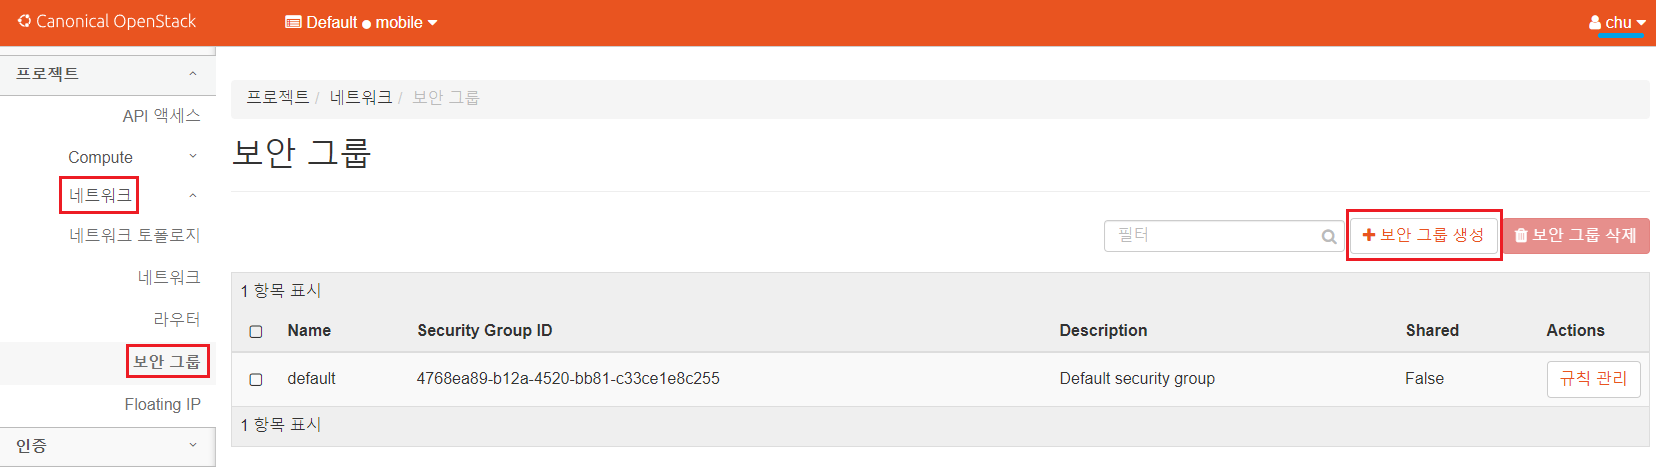 Canonical OpenStack
Default ● mobile
chu
프로젝트
API 액세스
Compute
네트워크
네트워크 토폴로지
네트워크
라우터
보안 그룹
Floating IP
인증
프로젝트 / 네트워크 / 보안 그룹
보안 그룹
필터
보안 그룹 생성
보안 그룹 삭제
1 항목 표시
Name Security Group ID Description Shared Actions
default 4768ea89-b12a-4520-bb81-c33ce1e8c255 Default security group False 규칙 관리
1 항목 표시